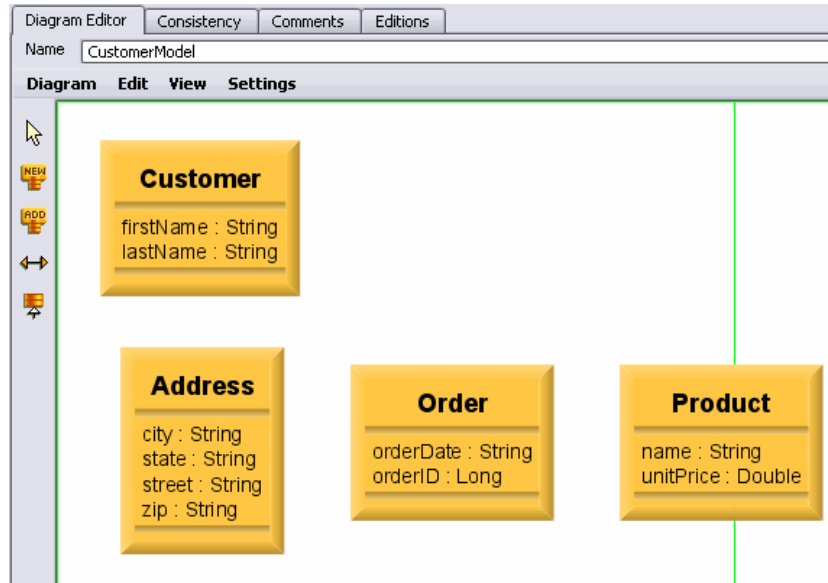 Diagram Editor Consistency Comments Editions
Name CustomerModel
Diagram Edit View Settings
NEW
ADD
Customer
firstName : String
lastName : String
Address
city : String
state : String
street : String
zip : String
Order
orderDate : String
orderID : Long
Product
name : String
unitPrice : Double